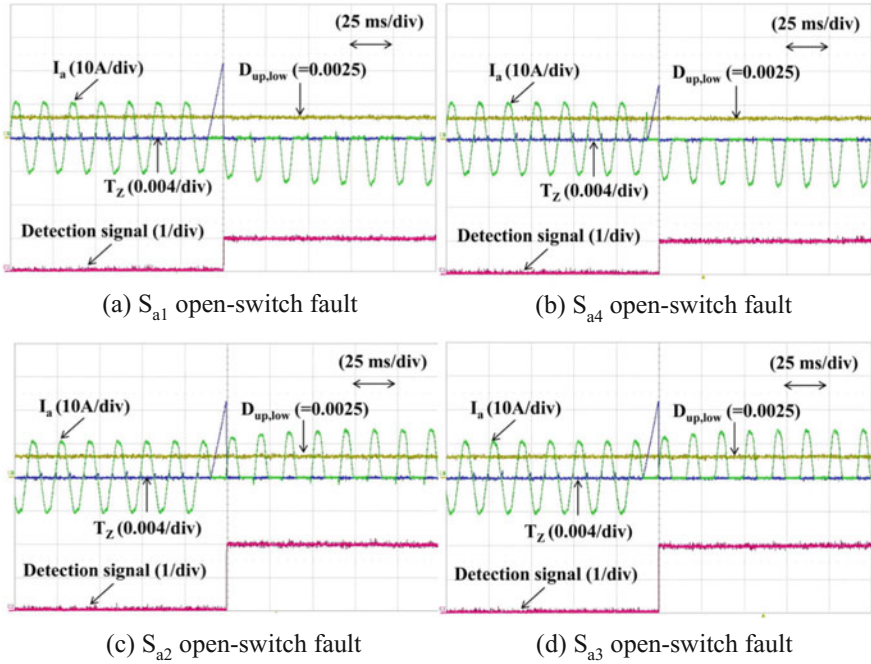 (25 ms/div)
Ia (10A/div)
Dup,low (=0.0025)
TZ (0.004/div)
Detection signal (1/div)
(a) Sa1 open-switch fault
(25 ms/div)
Ia (10A/div)
Dup,low (=0.0025)
TZ (0.004/div)
Detection signal (1/div)
(b) Sa4 open-switch fault
(25 ms/div)
Ia (10A/div)
Dup,low (=0.0025)
TZ (0.004/div)
Detection signal (1/div)
(c) Sa2 open-switch fault
(25 ms/div)
Ia (10A/div)
Dup,low (=0.0025)
TZ (0.004/div)
Detection signal (1/div)
(d) Sa3 open-switch fault